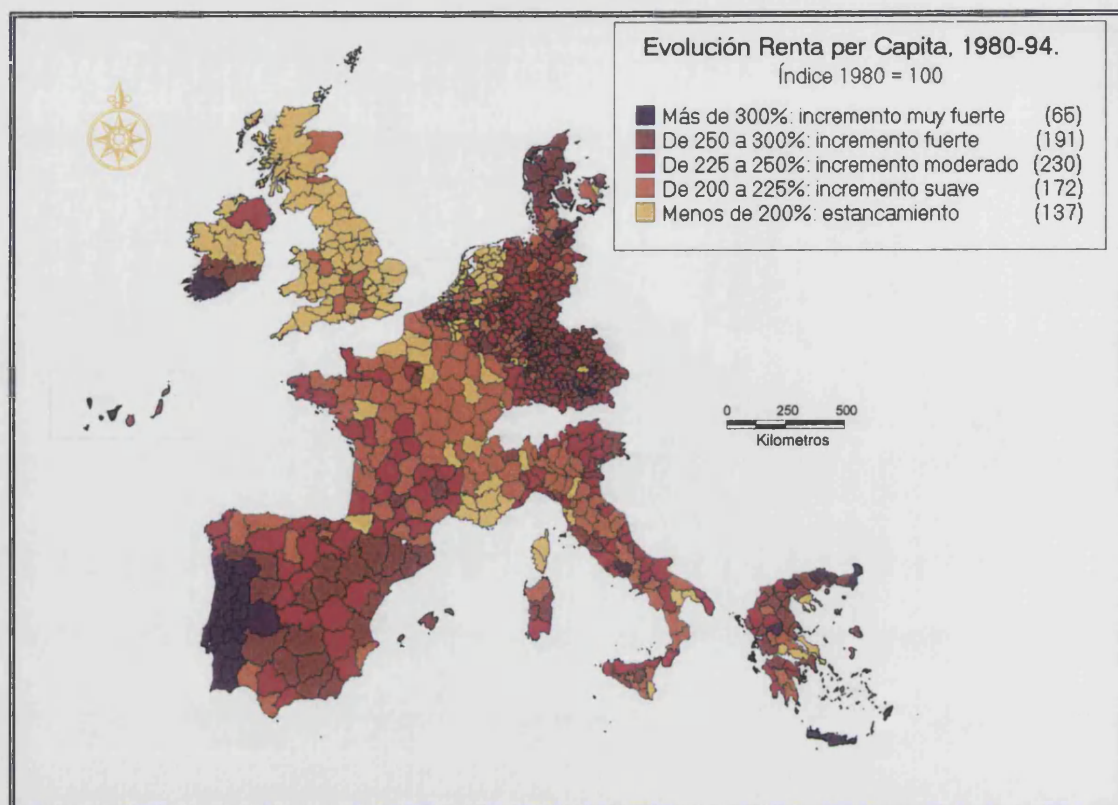 Evolución Renta per Capita, 1980-94.
Índice 1980 = 100
Más de 300%: incremento muy fuerte (65)
De 250 a 300%: incremento fuerte (191)
De 225 a 250%: incremento moderado (230)
De 200 a 225%: incremento suave (172)
Menos de 200%: estancamiento (137)
0 250 500
Kilometros